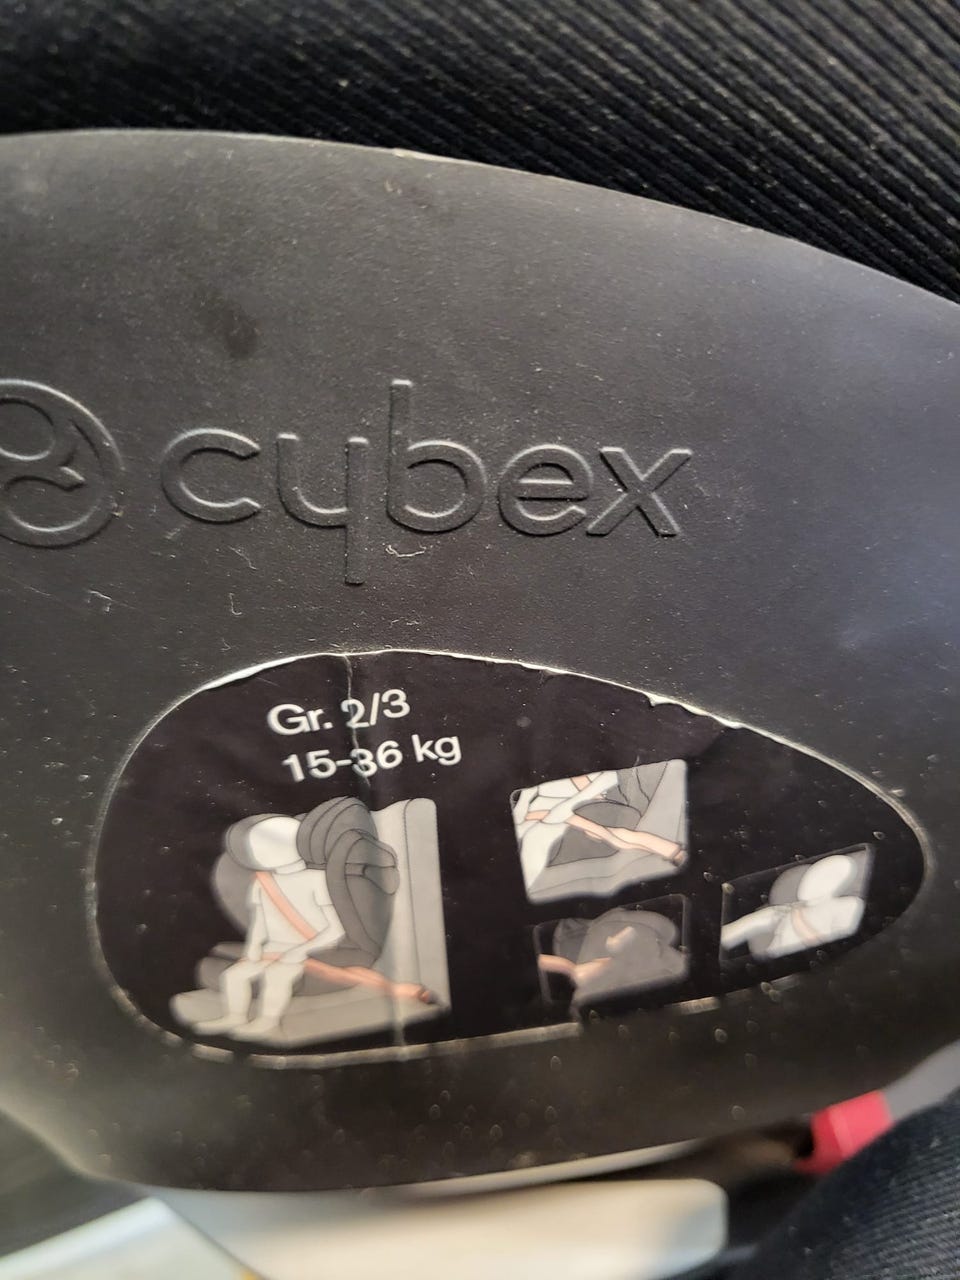 cybex
Gr. 2/3
15-36 kg